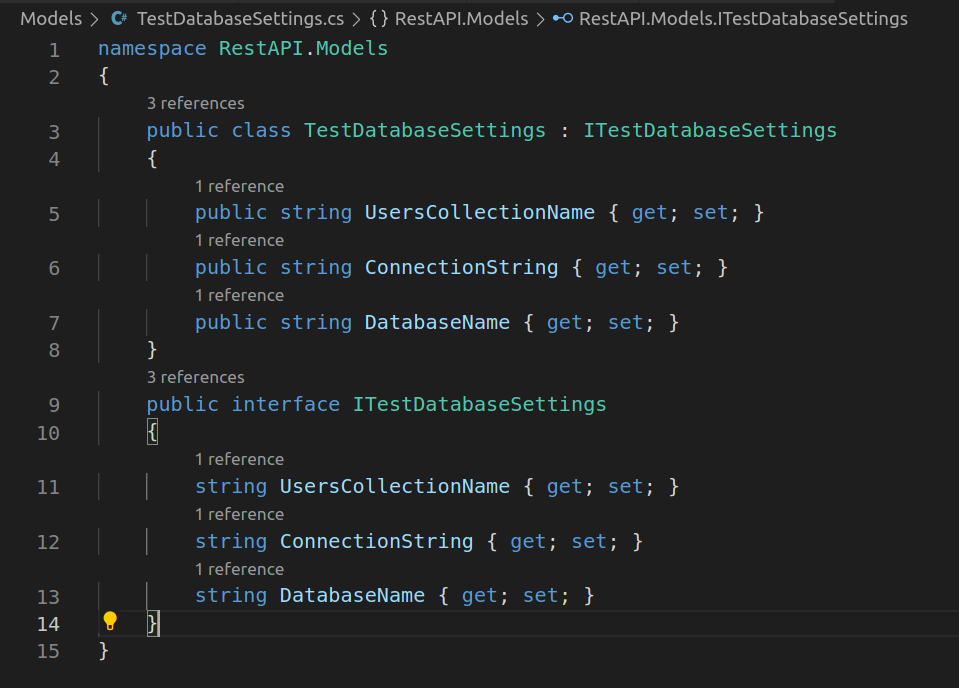 Models > C# TestDatabaseSettings.cs > {} RestAPI.Models > RestAPI.Models.ITestDatabaseSettings
1 namespace RestAPI.Models
2 {
3 references
3 public class TestDatabaseSettings : ITestDatabaseSettings
4 {
1 reference
5 public string UsersCollectionName { get; set; }
1 reference
6 public string ConnectionString { get; set; }
1 reference
7 public string DatabaseName { get; set; }
8 }
3 references
9 public interface ITestDatabaseSettings
10 {
1 reference
11 string UsersCollectionName { get; set; }
1 reference
12 string ConnectionString { get; set; }
1 reference
13 string DatabaseName { get; set; }
14 }
15 }